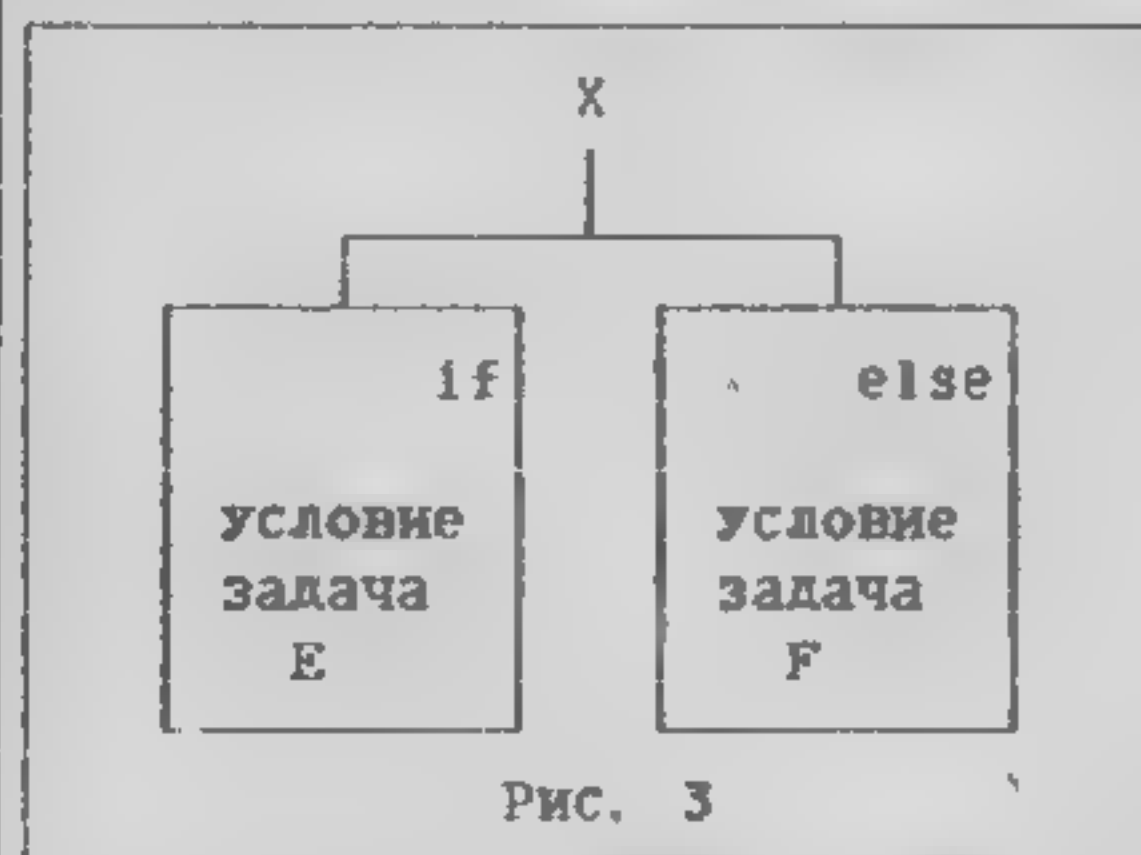 X
if
условие
задача
E
else
условие
задача
F
Рис. 3